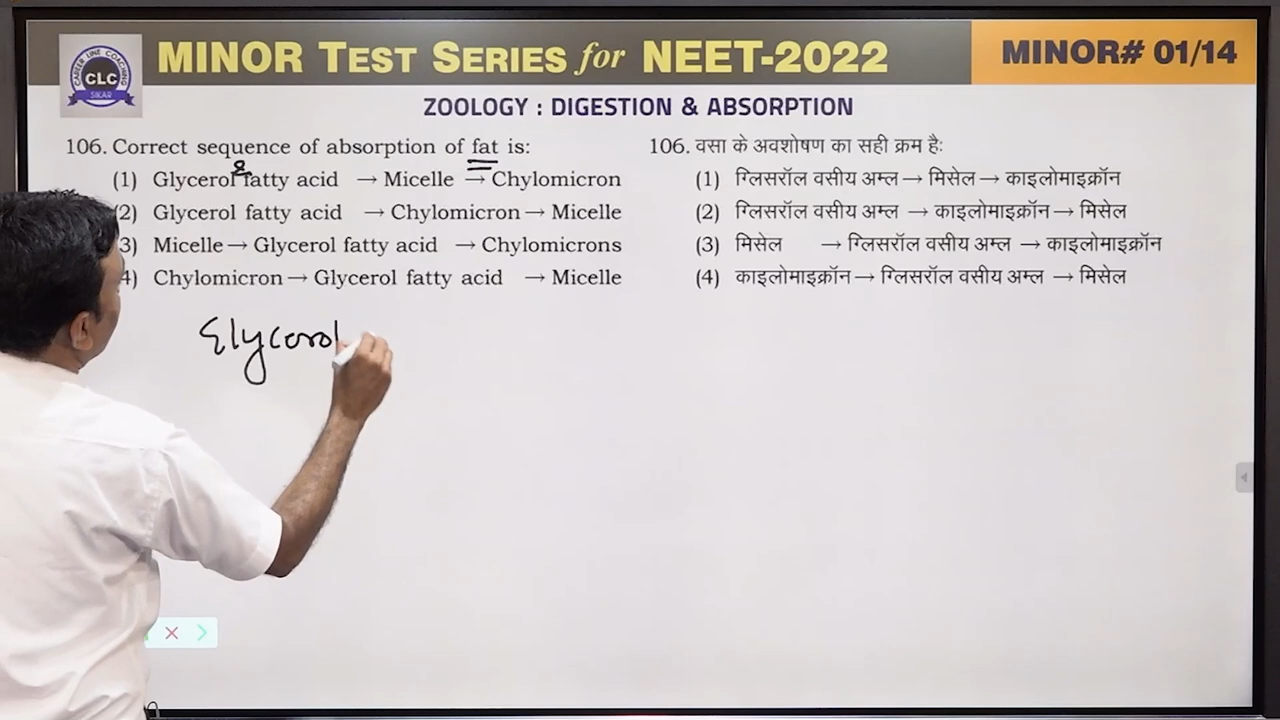 CAREER LINE COACHING
CLC
SIKAR
MINOR TEST SERIES for NEET-2022
MINOR# 01/14
ZOOLOGY : DIGESTION & ABSORPTION
106. Correct sequence of absorption of fat is:
&
(1) Glycerol fatty acid → Micelle → Chylomicron
2) Glycerol fatty acid → Chylomicron → Micelle
3) Micelle → Glycerol fatty acid → Chylomicrons
4) Chylomicron → Glycerol fatty acid → Micelle
106. वसा के अवशोषण का सही क्रम है:
(1) ग्लिसरॉल वसीय अम्ल → मिसेल → काइलोमाइक्रॉन
(2) ग्लिसरॉल वसीय अम्ल → काइलोमाइक्रॉन → मिसेल
(3) मिसेल → ग्लिसरॉल वसीय अम्ल → काइलोमाइक्रॉन
(4) काइलोमाइक्रॉन → ग्लिसरॉल वसीय अम्ल → मिसेल
Glycerol